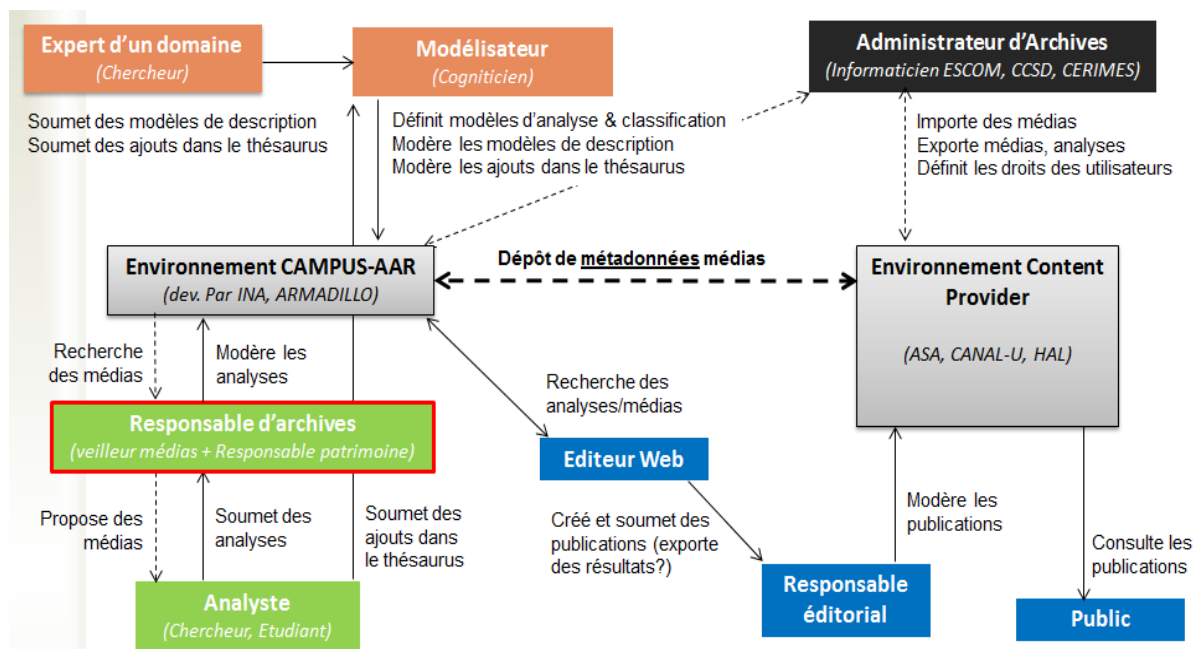 Expert d'un domaine
(Chercheur)
Modélisateur
(Cogniticien)
Administrateur d'Archives
(Informaticien ESCOM, CCSD, CERIMES)
Soumet des modèles de description
Soumet des ajouts dans le thésaurus
Définit modèles d'analyse & classification
Modère les modèles de description
Modère les ajouts dans le thésaurus
Importe des médias
Exporte médias, analyses
Définit les droits des utilisateurs
Environnement CAMPUS-AAR
(dev. Par INA, ARMADILLO)
Dépôt de métadonnées médias
Environnement Content
Provider
(ASA, CANAL-U, HAL)
Recherche
des médias
Modère les
analyses
Recherche des
analyses/médias
Responsable d'archives
(veilleur médias + Responsable patrimoine)
Editeur Web
Propose des
médias
Soumet des
analyses
Soumet des
ajouts dans
le thésaurus
Créé et soumet des
publications (exporte
des résultats?)
Modère les
publications
Consulte les
publications
Analyste
(Chercheur, Etudiant)
Responsable
éditorial
Public